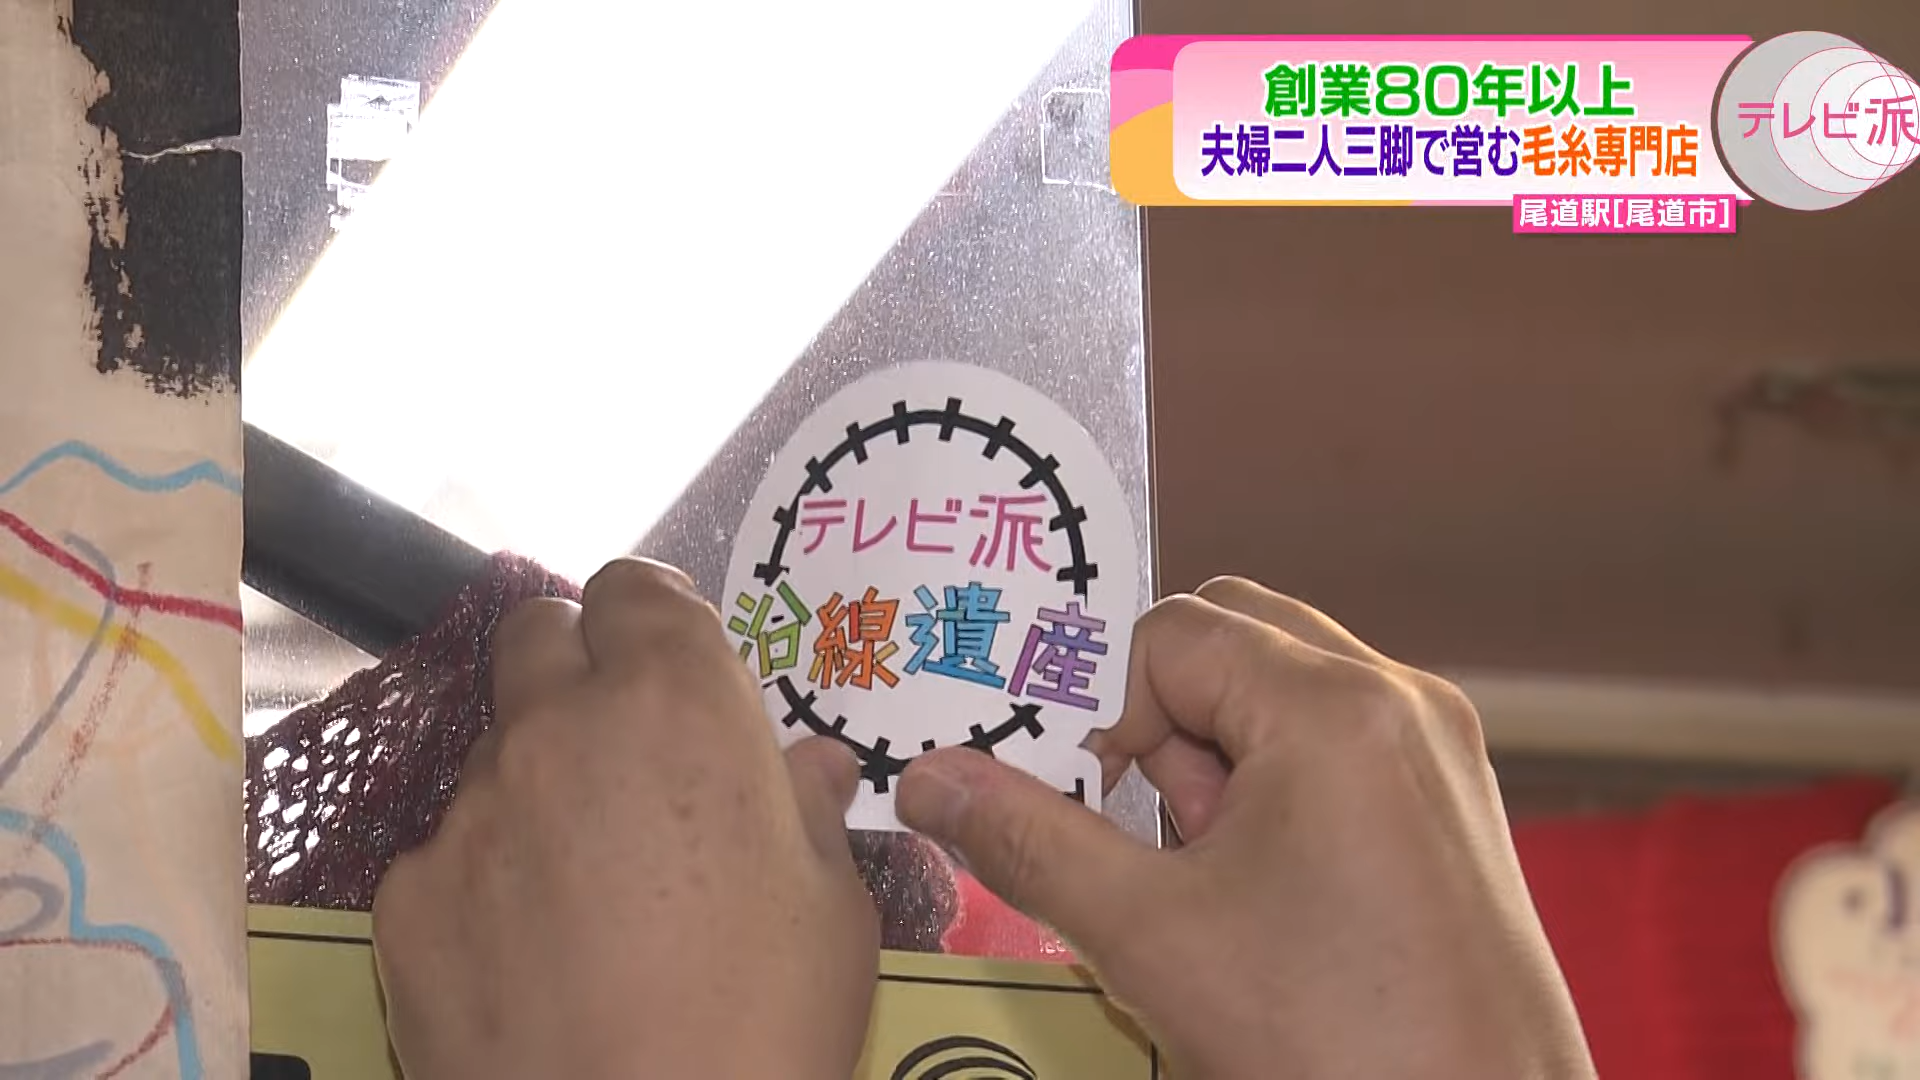 創業80年以上
夫婦二人三脚で営む毛糸専門店
テレビ派
尾道駅[尾道市]
テレビ派
沿線遺産